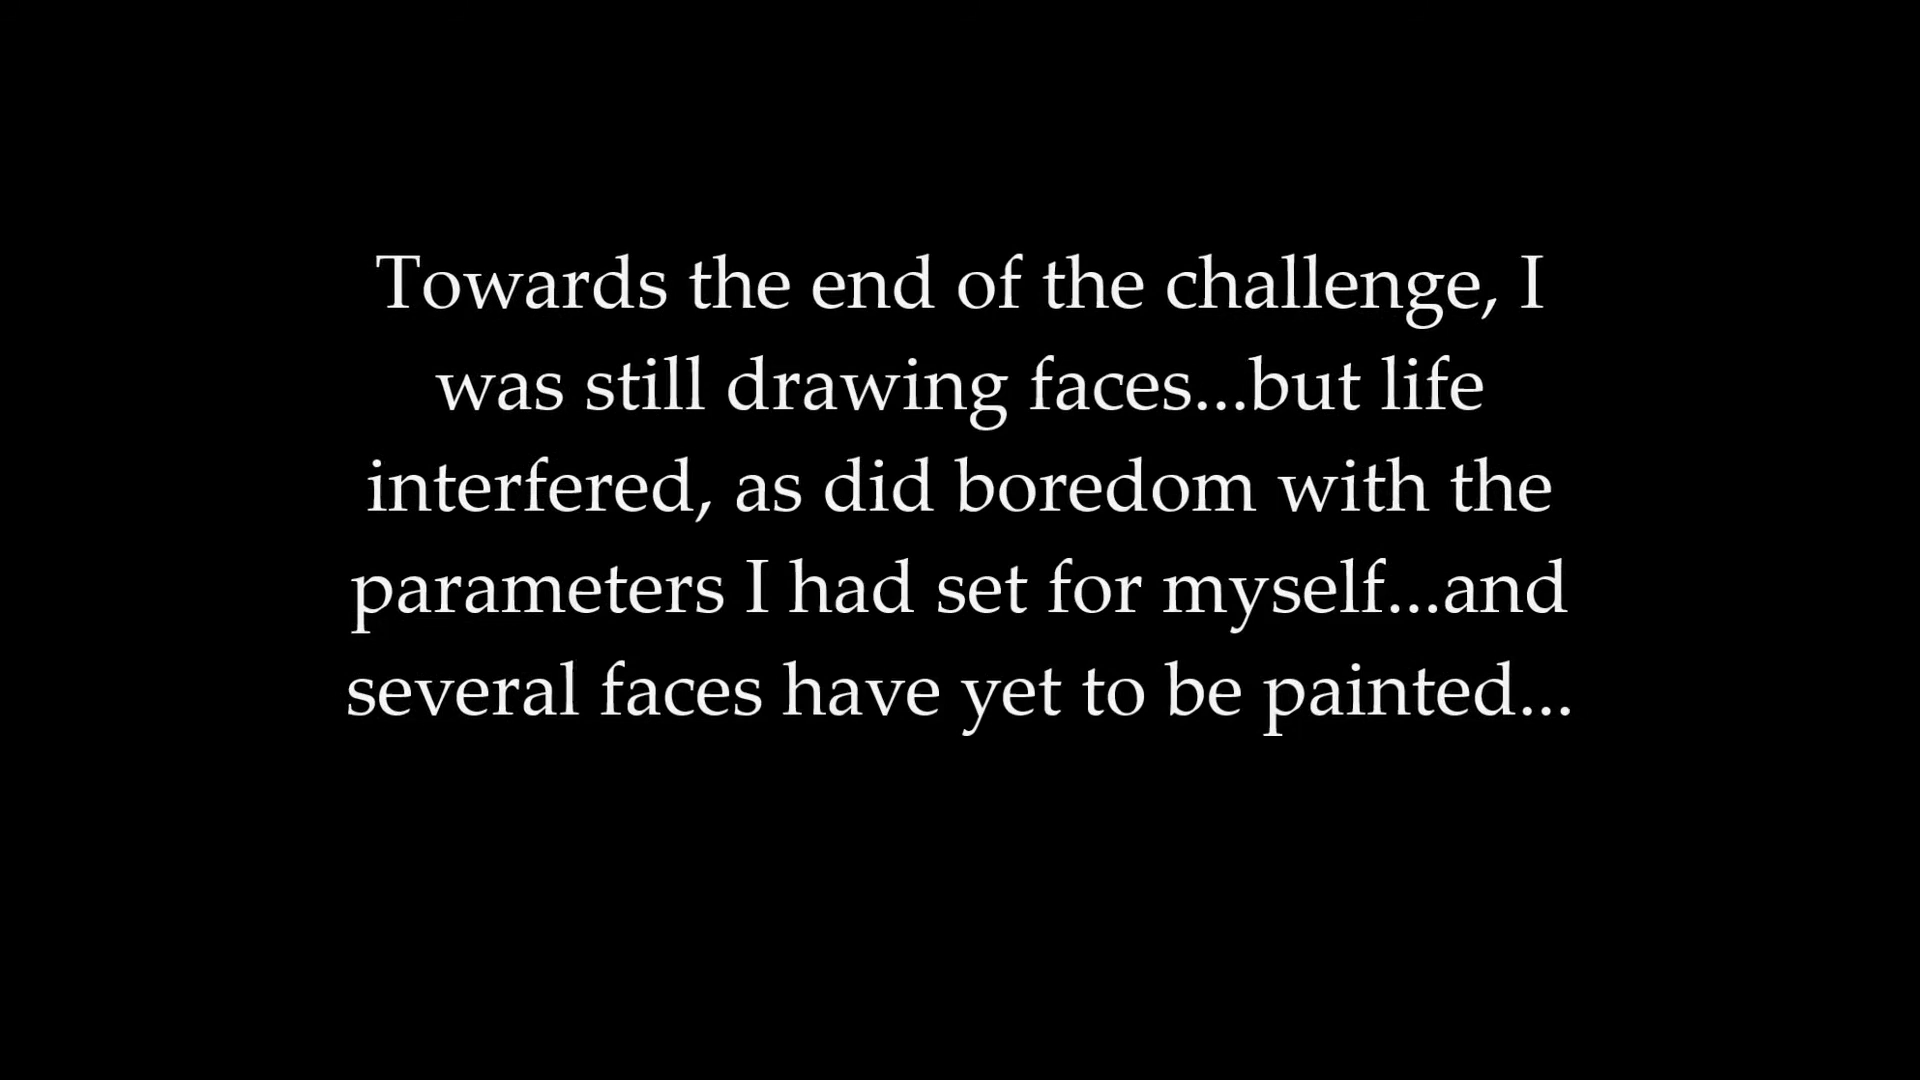 Towards the end of the challenge, I
was still drawing faces...but life
interfered, as did boredom with the
parameters I had set for myself...and
several faces have yet to be painted...